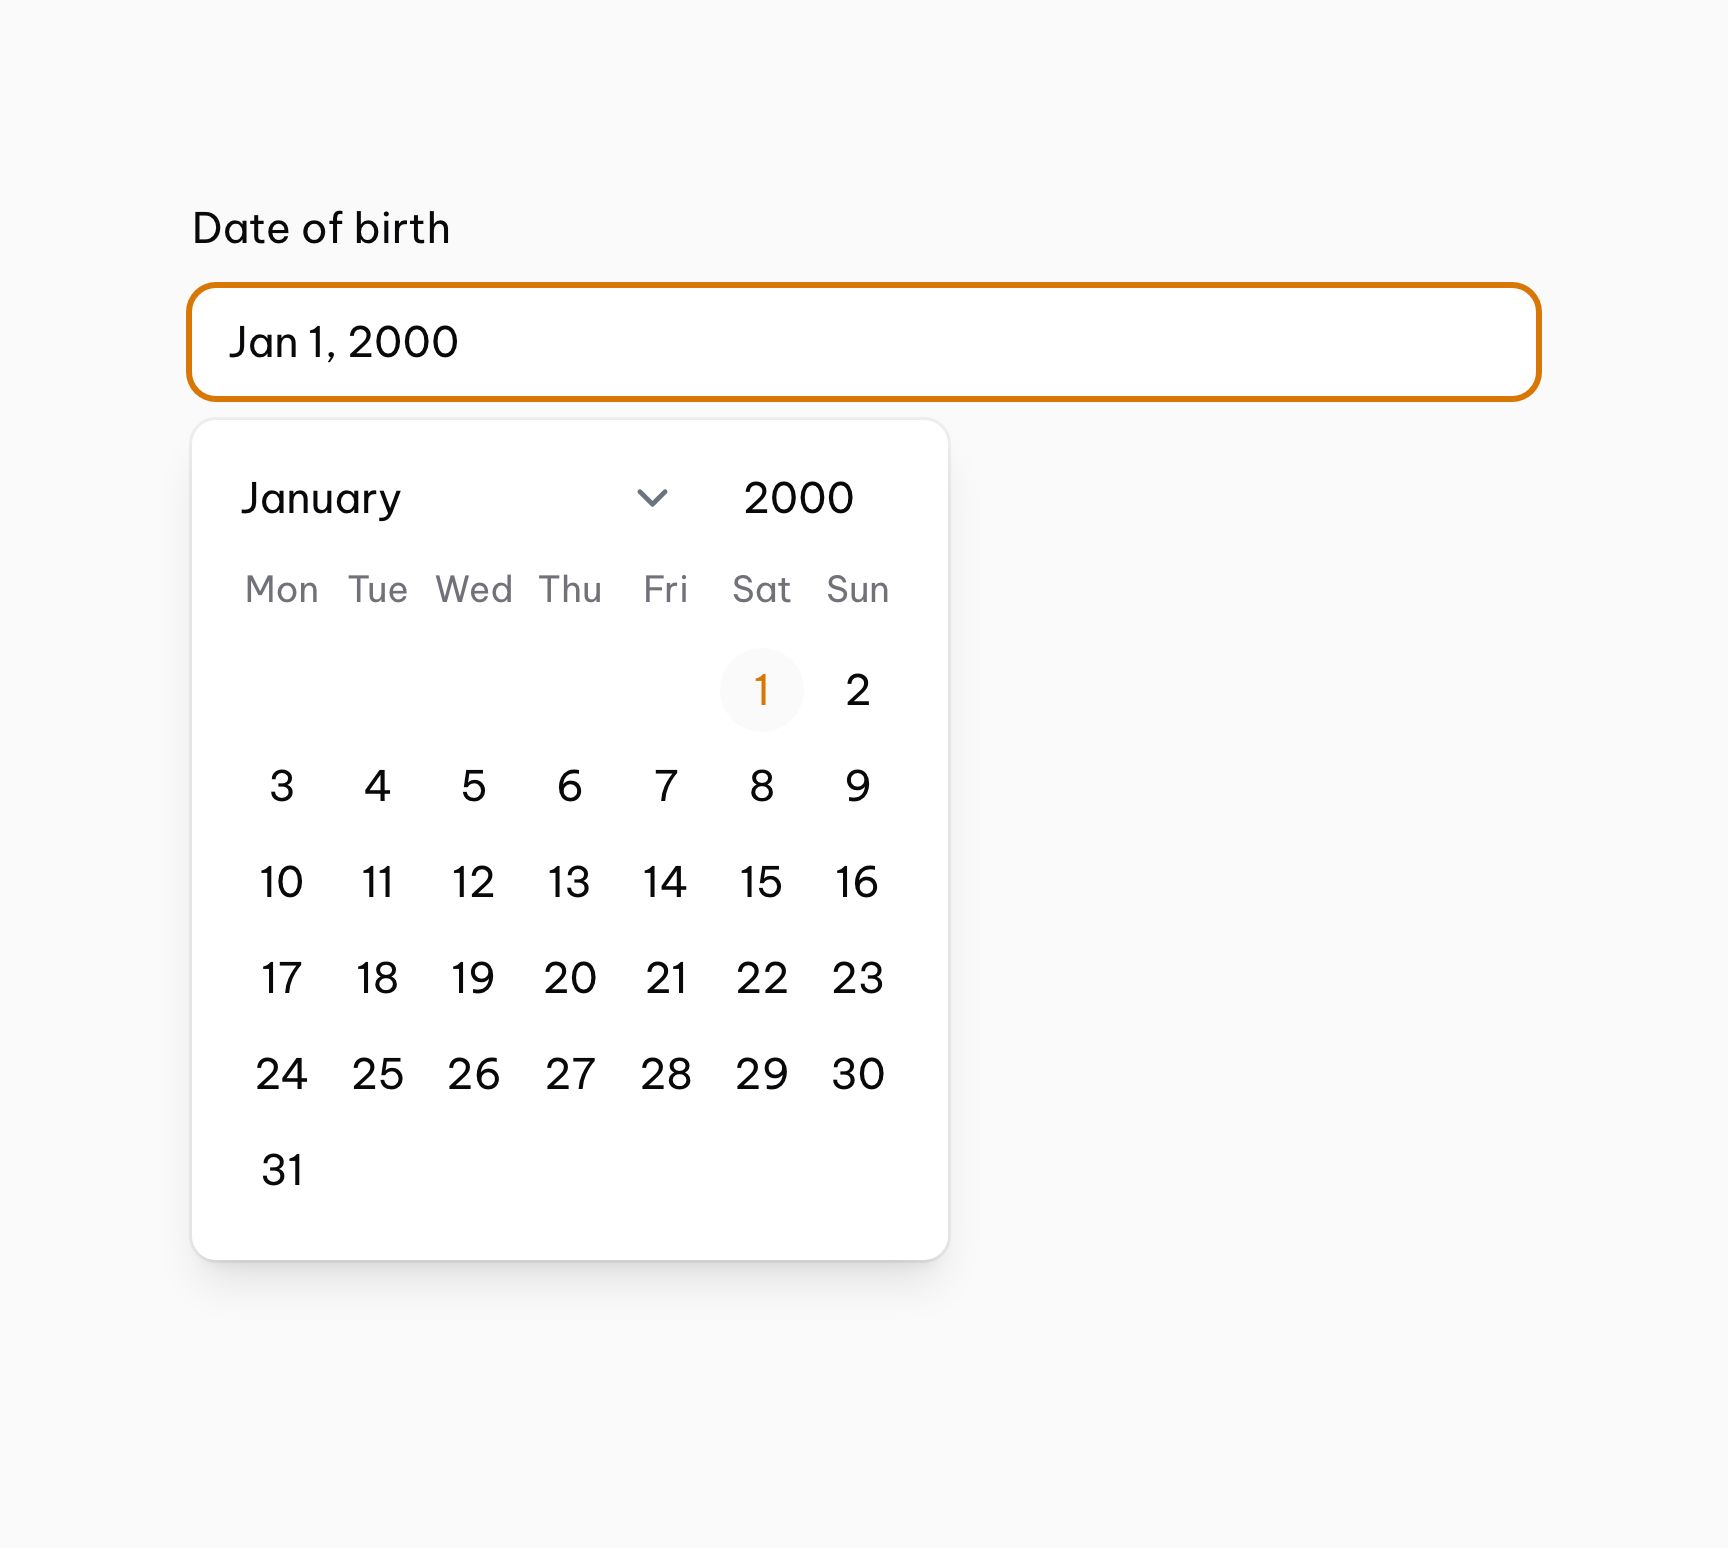 Date of birth
Jan 1, 2000
January 2000
Mon Tue Wed Thu Fri Sat Sun
1 2
3 4 5 6 7 8 9
10 11 12 13 14 15 16
17 18 19 20 21 22 23
24 25 26 27 28 29 30
31